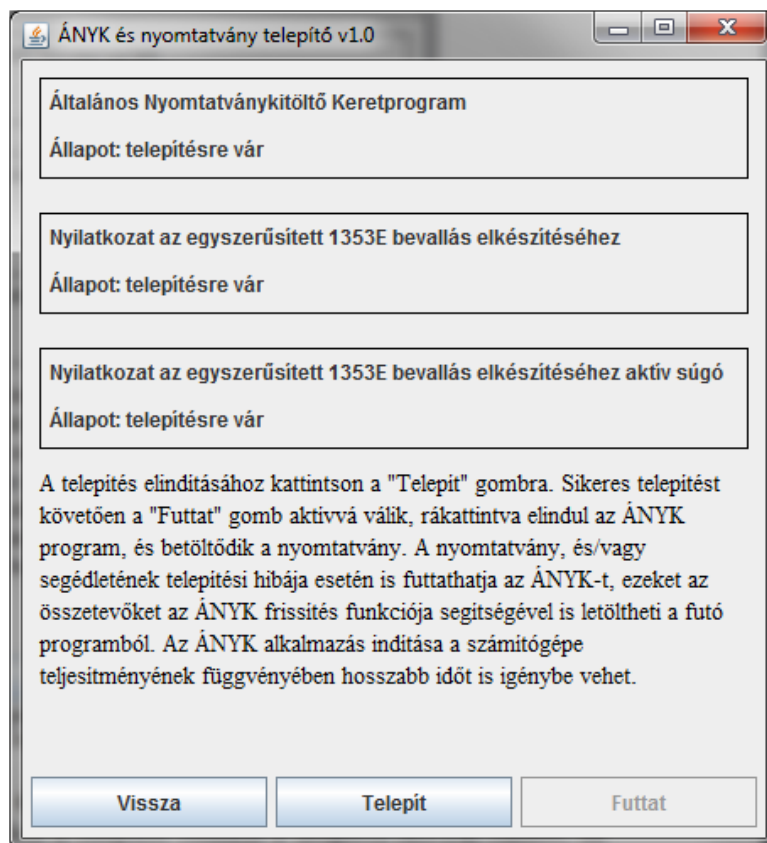 ÁNYK és nyomtatvány telepítő v1.0
Általános Nyomtatványkitöltő Keretprogram
Állapot: telepítésre vár
Nyilatkozat az egyszerűsített 1353E bevallás elkészítéséhez
Állapot: telepítésre vár
Nyilatkozat az egyszerűsített 1353E bevallás elkészítéséhez aktív súgó
Állapot: telepítésre vár
A telepítés elindításához kattintson a "Telepít" gombra. Sikeres telepítést
követően a "Futtat" gomb aktívvá válik, rákattintva elindul az ÁNYK
program, és betöltődik a nyomtatvány. A nyomtatvány, és/vagy
segédletének telepítési hibája esetén is futtathatja az ÁNYK-t, ezeket az
összetevőket az ÁNYK frissítés funkciója segítségével is letöltheti a futó
programból. Az ÁNYK alkalmazás indítása a számítógépe
teljesítményének függvényében hosszabb időt is igénybe vehet.
Vissza Telepít Futtat